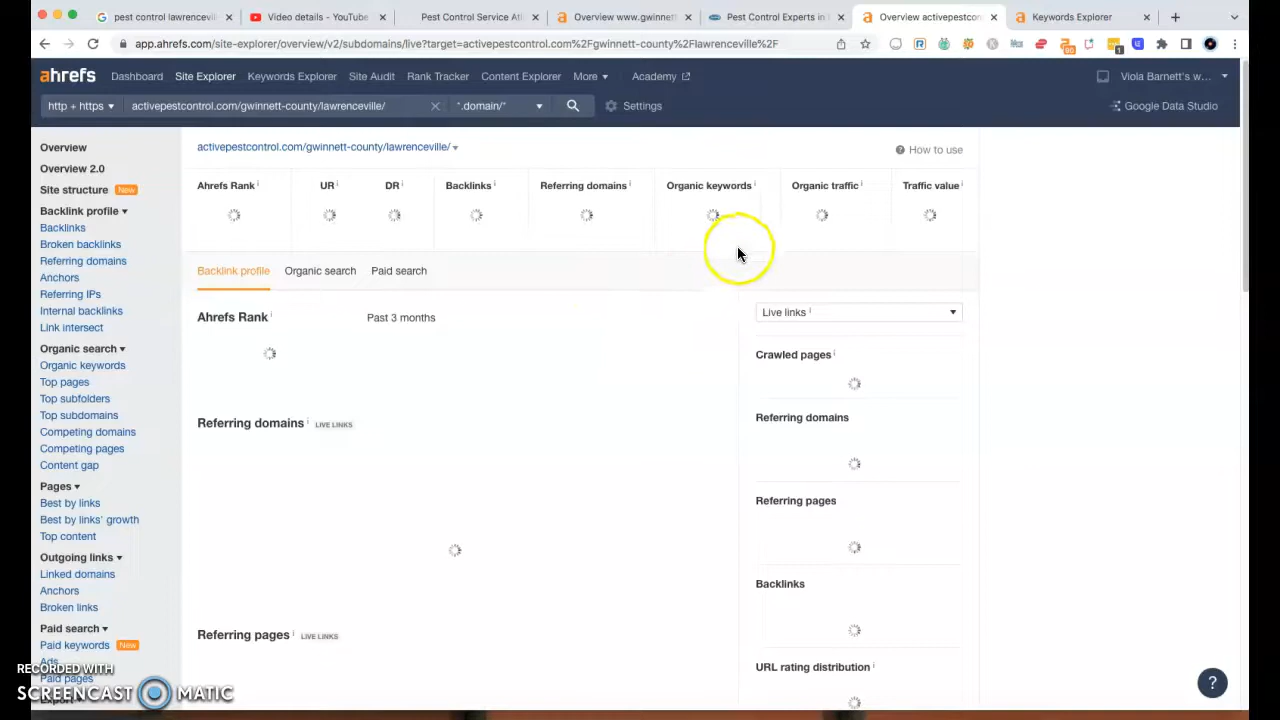 pest control lawrencevill
Video details - YouTube
Pest Control Service Atl
Overview www.gwinnett
Pest Control Experts in
Overview activepestcon
Keywords Explorer
app.ahrefs.com/site-explorer/overview/v2/subdomains/live?target=activepestcontrol.com%2Fgwinnett-county%2Flawrenceville%2F
ahrefs Dashboard Site Explorer Keywords Explorer Site Audit Rank Tracker Content Explorer More Academy Viola Barnett's w...
http + https activepestcontrol.com/gwinnett-county/lawrenceville/ *.domain/* Settings Google Data Studio
activepestcontrol.com/gwinnett-county/lawrenceville/ How to use
Ahrefs Rank UR DR Backlinks Referring domains Organic keywords Organic traffic Traffic value
Backlink profile Organic search Paid search
Ahrefs Rank Past 3 months
Referring domains LIVE LINKS
Referring pages LIVE LINKS
Live links
Crawled pages
Referring domains
Referring pages
Backlinks
URL rating distribution
Overview
Overview 2.0
Site structure New
Backlink profile
Backlinks
Broken backlinks
Referring domains
Anchors
Referring IPs
Internal backlinks
Link intersect
Organic search
Organic keywords
Top pages
Top subfolders
Top subdomains
Competing domains
Competing pages
Content gap
Pages
Best by links
Best by links' growth
Top content
Outgoing links
Linked domains
Anchors
Broken links
Paid search
Paid keywords New
Ads
Paid pages
Export
RECORDED WITH
SCREENCAST MATIC
?